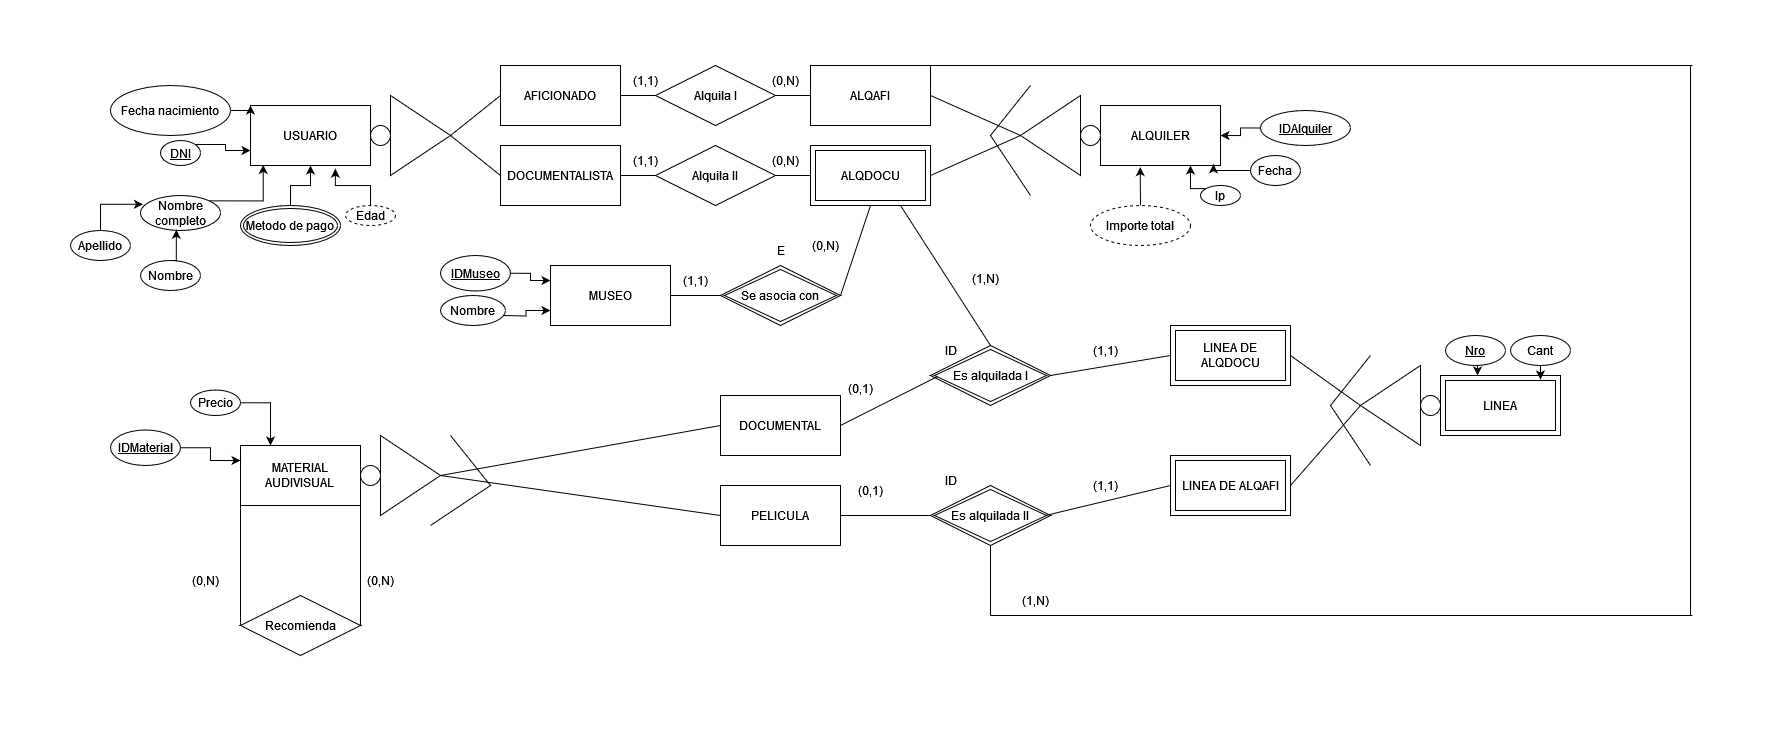 AFICIONADO
(1,1)
Alquila I
(0,N)
ALQAFI
Fecha nacimiento
USUARIO
ALQUILER
IDAlquiler
DNI
DOCUMENTALISTA
(1,1)
Alquila II
(0,N)
ALQDOCU
Fecha
Ip
Nombre
completo
Metodo de pago
Edad
Importe total
Apellido
Nombre
E
(0,N)
IDMuseo
Nombre
MUSEO
(1,1)
Se asocia con
(1,N)
ID
Es alquilada I
(1,1)
LINEA DE
ALQDOCU
Nro
Cant
LINEA
(0,1)
DOCUMENTAL
Precio
IDMaterial
MATERIAL
AUDIVISUAL
PELICULA
(0,1)
ID
Es alquilada II
(1,1)
LINEA DE ALQAFI
(0,N)
(0,N)
Recomienda
(1,N)